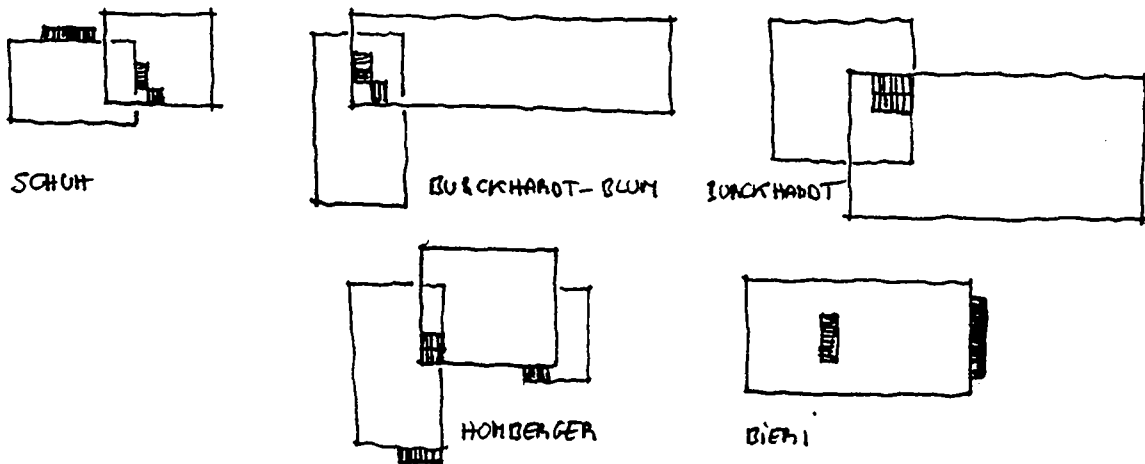 SCHUH
BURCKHARDT-BLUM
BURCKHARDT
HOMBERGER
BIERI